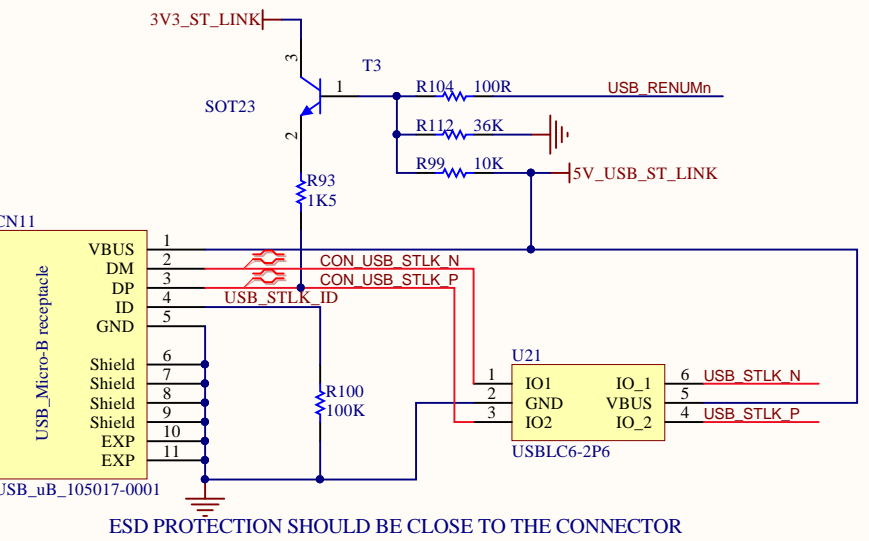 3V3_ST_LINK
3
T3
1
R104 100R
USB_RENUMn
SOT23
2
R112 36K
R99 10K
5V_USB_ST_LINK
R93
1K5
CN11
USB_Micro-B receptacle
VBUS 1
DM 2
CON_USB_STLK_N
DP 3
CON_USB_STLK_P
ID 4
USB_STLK_ID
GND 5
Shield 6
Shield 7
Shield 8
Shield 9
EXP 10
EXP 11
R100
100K
U21
1 IO1 IO_1 6 USB_STLK_N
2 GND VBUS 5
3 IO2 IO_2 4 USB_STLK_P
USBLC6-2P6
USB_uB_105017-0001
ESD PROTECTION SHOULD BE CLOSE TO THE CONNECTOR